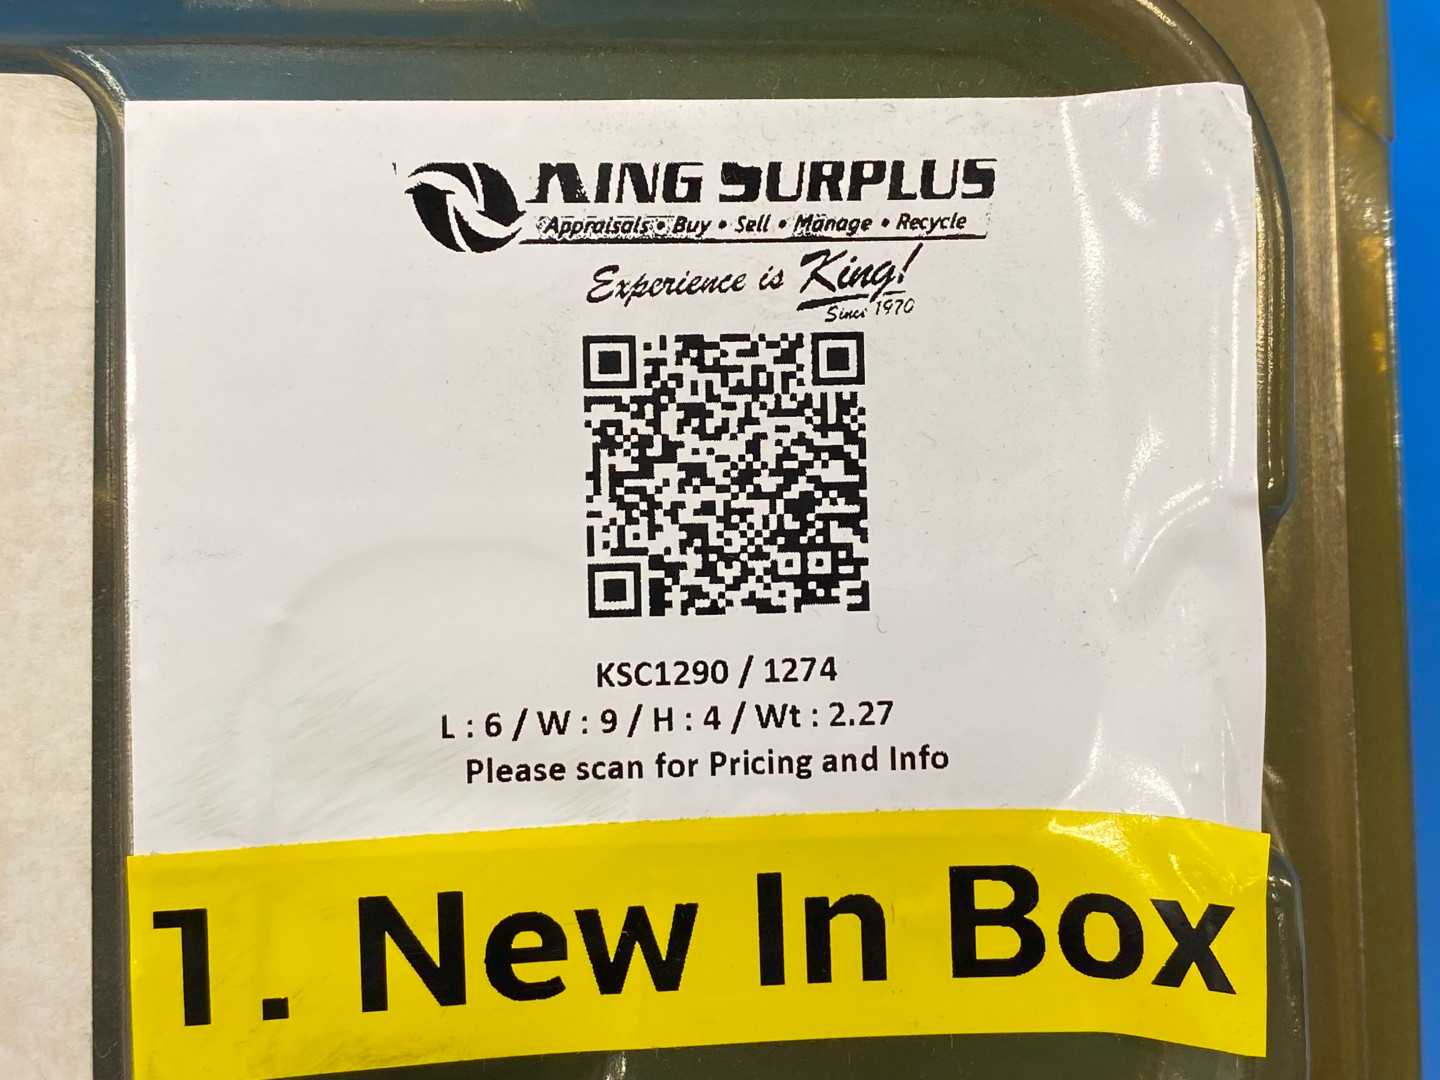 KING SURPLUS
Appraisals • Buy • Sell • Manage • Recycle
Experience is King!
Since 1970
KSC1290 / 1274
L : 6 / W : 9 / H : 4 / Wt : 2.27
Please scan for Pricing and Info
1. New In Box